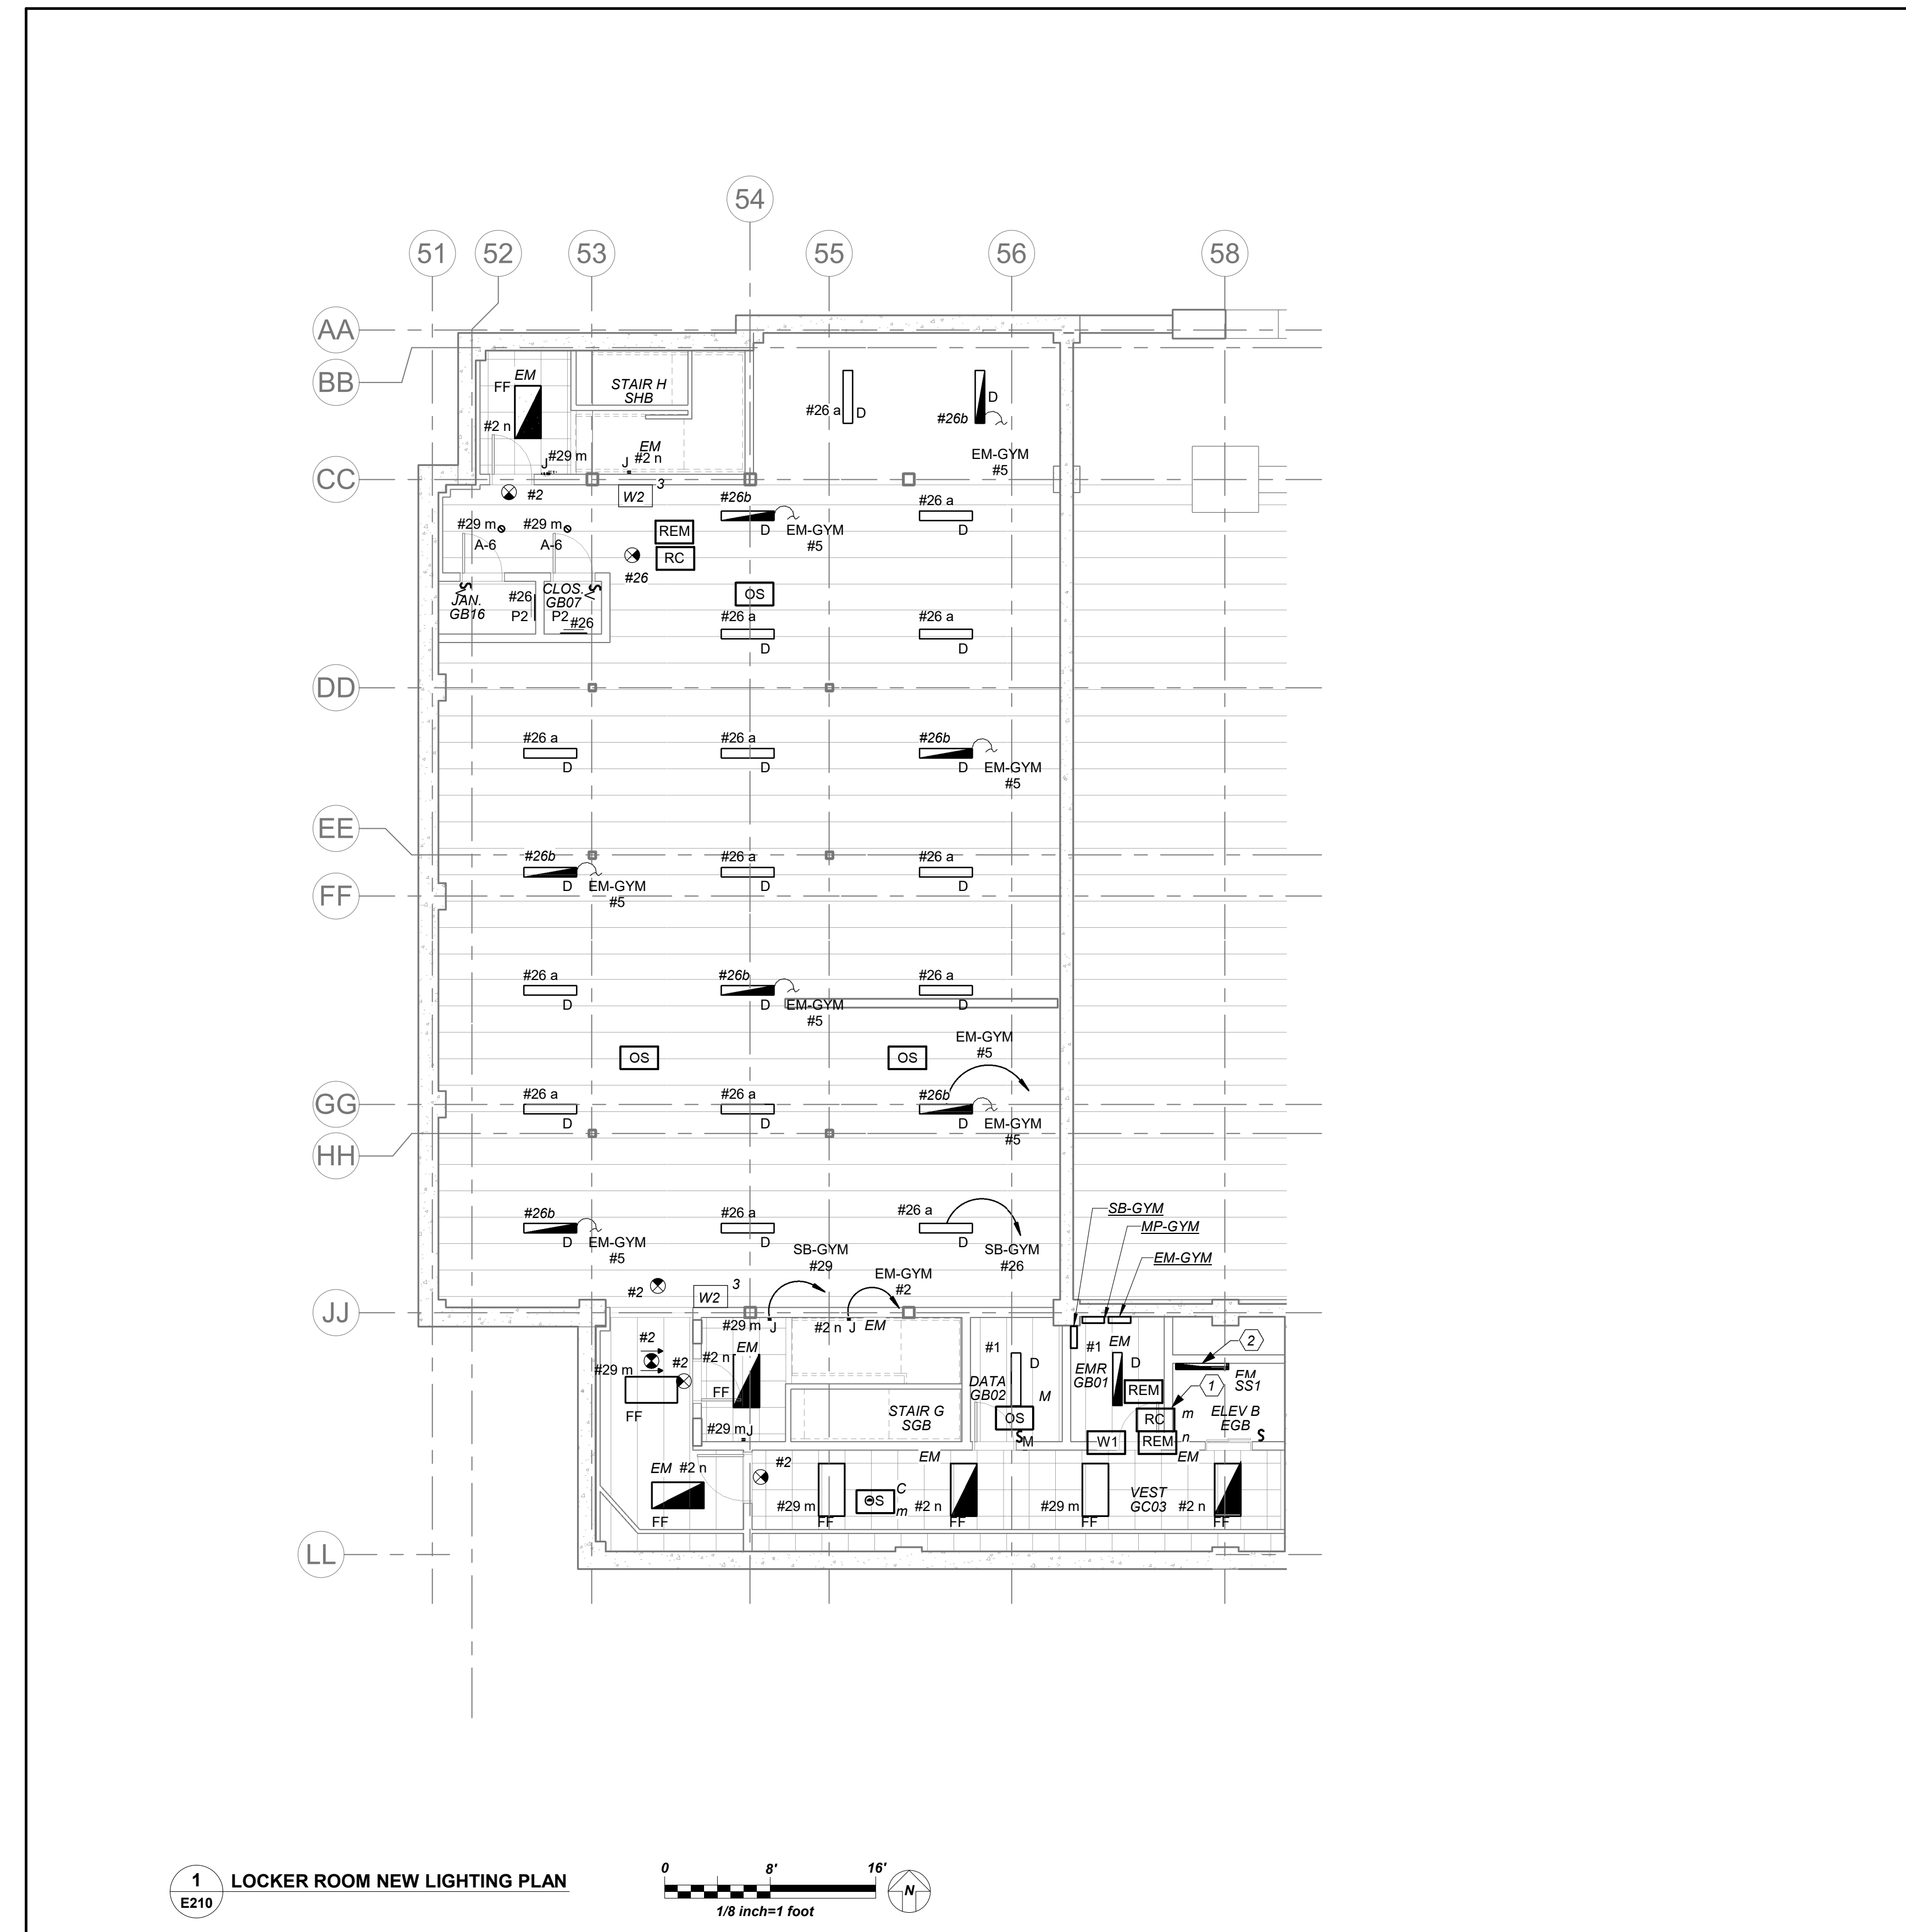 54
51
52
53
55
56
58
AA
BB
EM
FF
STAIR H
SHB
#26 a
D
D
#26b
#2 n
EM
#2 n
J
#29 m
J
EM-GYM
#5
CC
#2
W2
3
#26b
D
EM-GYM
#5
#26 a
D
#29 m
A-6
#29 m
A-6
REM
RC
#26
OS
S
JAN.
GB16
#26
P2
CLOS.
GB07
S
P2
#26
#26 a
D
#26 a
D
DD
#26 a
D
#26 a
D
#26b
D
EM-GYM
#5
EE
#26b
D
EM-GYM
#5
#26 a
D
#26 a
D
FF
#26 a
D
#26b
D
EM-GYM
#5
#26 a
D
OS
OS
EM-GYM
#5
GG
#26 a
D
#26 a
D
#26b
D
EM-GYM
#5
HH
#26b
D
EM-GYM
#5
#26 a
D
#26 a
D
SB-GYM
#29
SB-GYM
#26
SB-GYM
MP-GYM
EM-GYM
EM-GYM
#2
#2
W2
3
JJ
#29 m
J
#2 n
J
EM
#2
#2
#29 m
FF
#2 n
EM
FF
#29 m
J
#1
D
DATA
GB02
M
OS
S
M
#1
EM
D
EMR
GB01
REM
RC
m
W1
REM
n
2
1
EM
SS1
ELEV B
EGB
S
STAIR G
SGB
EM
#2 n
FF
#2
#29 m
FF
OS
C
m
EM
#2 n
FF
#29 m
FF
VEST
GC03
EM
#2 n
FF
LL
1
E210
LOCKER ROOM NEW LIGHTING PLAN
0
8'
16'
1/8 inch=1 foot
N